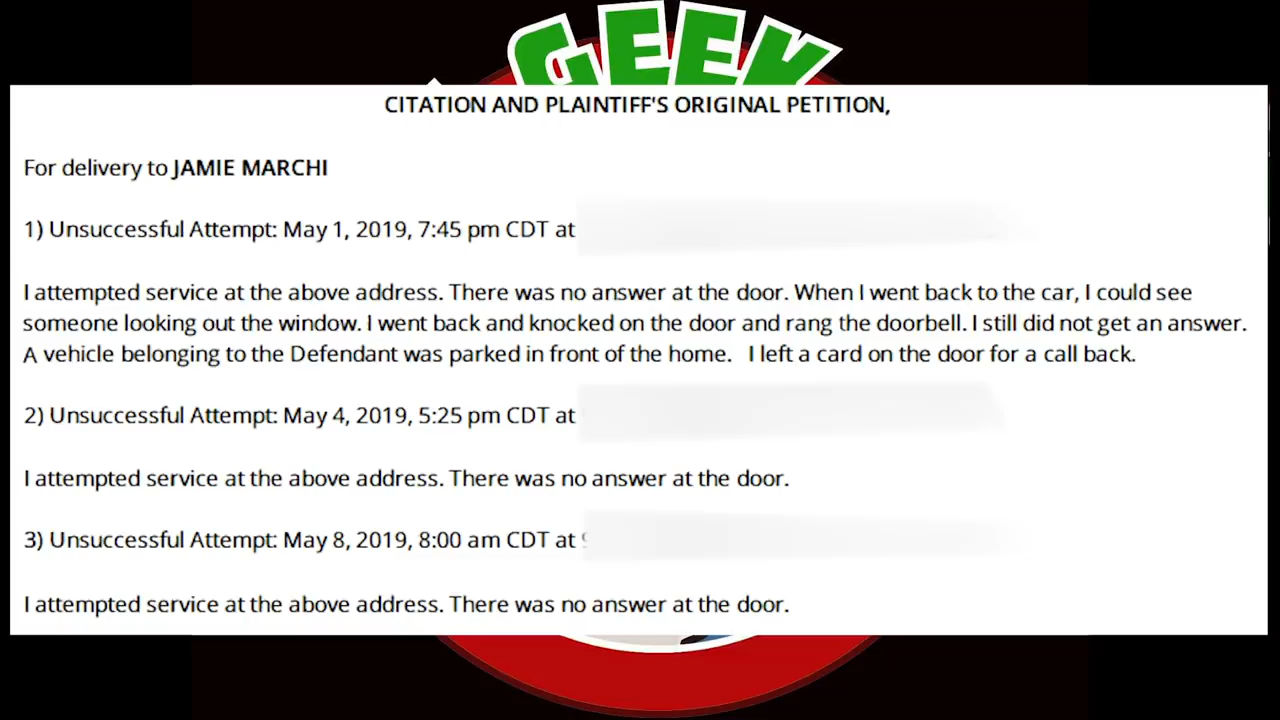 GEEK
CITATION AND PLAINTIFF'S ORIGINAL PETITION,
For delivery to JAMIE MARCHI
1) Unsuccessful Attempt: May 1, 2019, 7:45 pm CDT at
I attempted service at the above address. There was no answer at the door. When I went back to the car, I could see
someone looking out the window. I went back and knocked on the door and rang the doorbell. I still did not get an answer.
A vehicle belonging to the Defendant was parked in front of the home. I left a card on the door for a call back.
2) Unsuccessful Attempt: May 4, 2019, 5:25 pm CDT at
I attempted service at the above address. There was no answer at the door.
3) Unsuccessful Attempt: May 8, 2019, 8:00 am CDT at
I attempted service at the above address. There was no answer at the door.